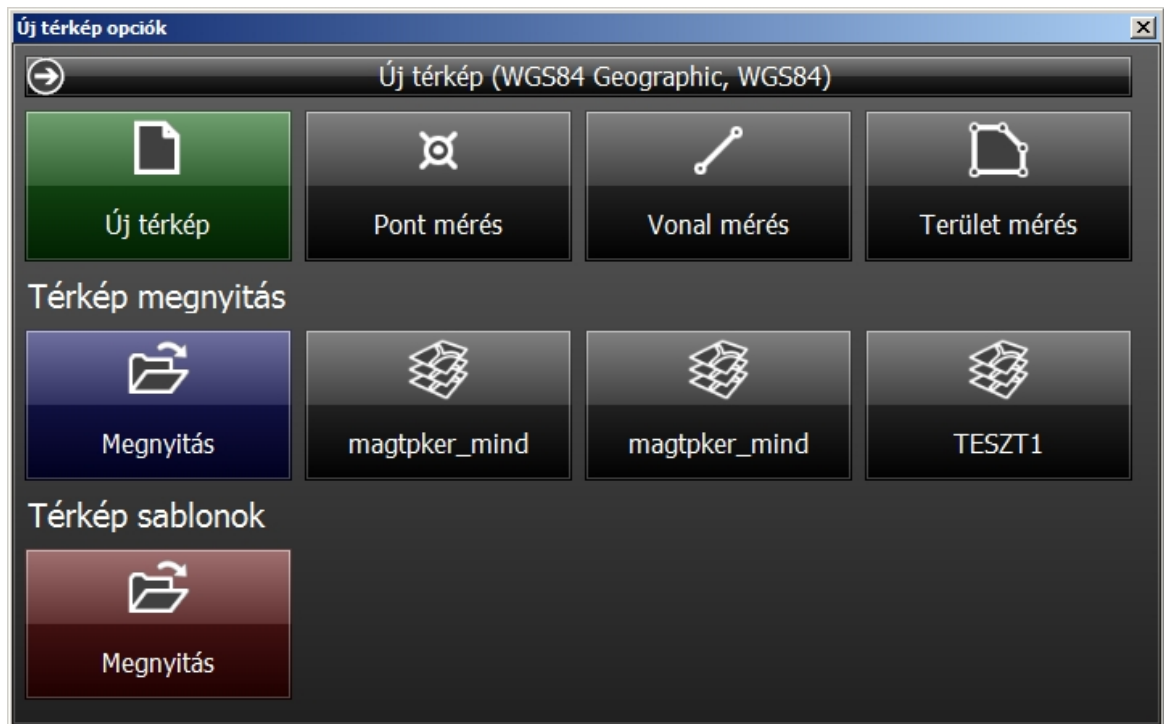 Új térkép opciók
Új térkép (WGS84 Geographic, WGS84)
Új térkép Pont mérés Vonal mérés Terület mérés
Térkép megnyitás
Megnyitás magtpker_mind magtpker_mind TESZT1
Térkép sablonok
Megnyitás